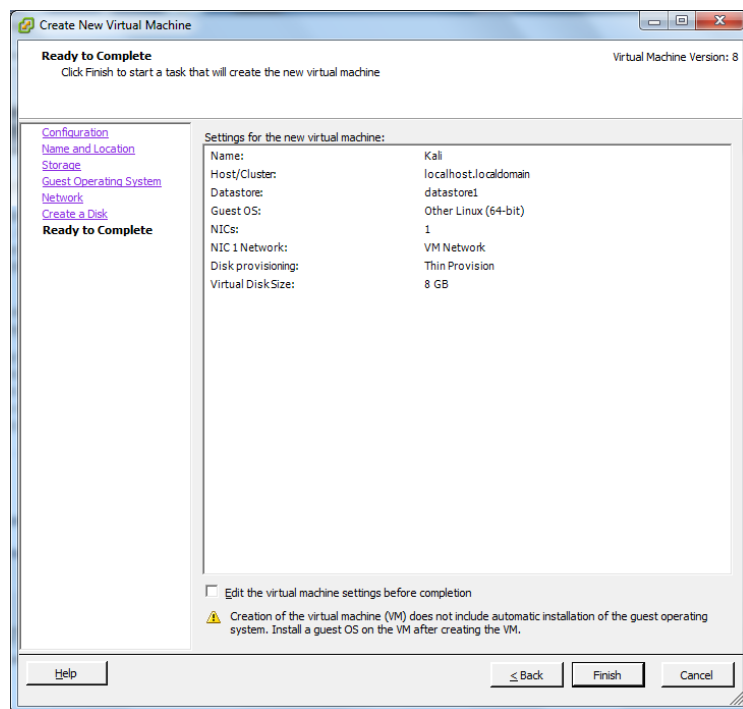 Create New Virtual Machine
Ready to Complete
Virtual Machine Version: 8
Click Finish to start a task that will create the new virtual machine
Configuration
Name and Location
Storage
Guest Operating System
Network
Create a Disk
Ready to Complete
Settings for the new virtual machine:
Name: Kali
Host/Cluster: localhost.localdomain
Datastore: datastore1
Guest OS: Other Linux (64-bit)
NICs: 1
NIC 1 Network: VM Network
Disk provisioning: Thin Provision
Virtual Disk Size: 8 GB
Edit the virtual machine settings before completion
Creation of the virtual machine (VM) does not include automatic installation of the guest operating
system. Install a guest OS on the VM after creating the VM.
Help
≤ Back
Finish
Cancel